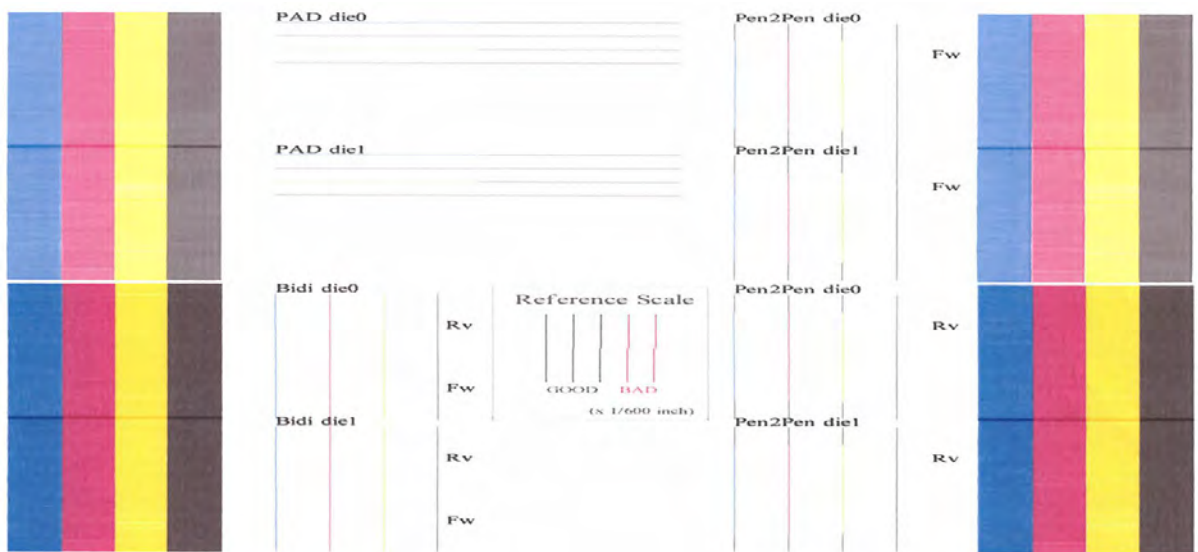 PAD die0
Pen2Pen die0
Fw
PAD die1
Pen2Pen die1
Fw
Bidi die0
Rv
Fw
Reference Scale
GOOD BAD
(x 1/600 inch)
Pen2Pen die0
Rv
Bidi die1
Rv
Fw
Pen2Pen die1
Rv